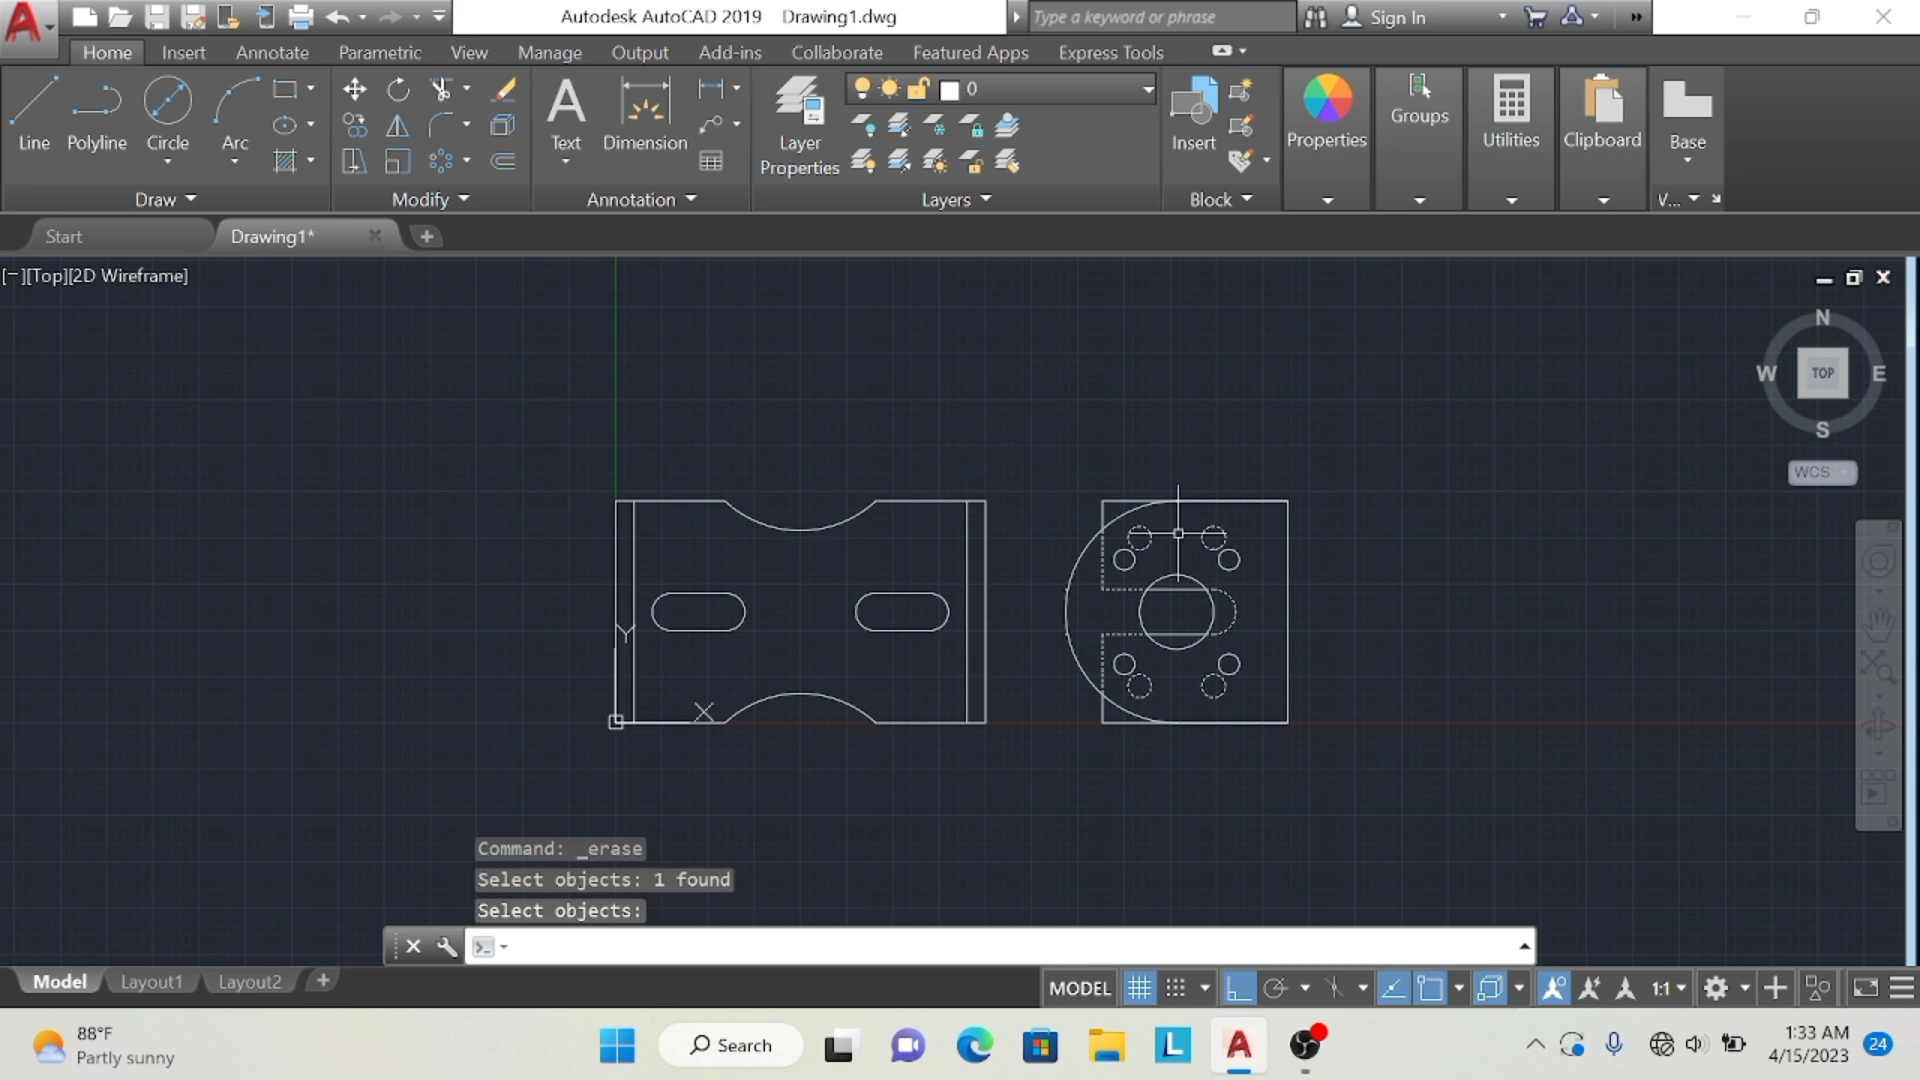 Autodesk AutoCAD 2019 Drawing1.dwg
Type a keyword or phrase
Sign In
Home Insert Annotate Parametric View Manage Output Add-ins Collaborate Featured Apps Express Tools
Line Polyline Circle Arc
Text Dimension
Layer Properties
0
Insert
Properties
Groups
Utilities
Clipboard
Base
Draw Modify Annotation Layers Block V...
Start Drawing1*
[−][Top][2D Wireframe]
N
W TOP E
S
WCS
Y
X
Command: _erase
Select objects: 1 found
Select objects:
Model Layout1 Layout2
MODEL 1:1
88°F
Partly sunny
Search
1:33 AM
4/15/2023
24